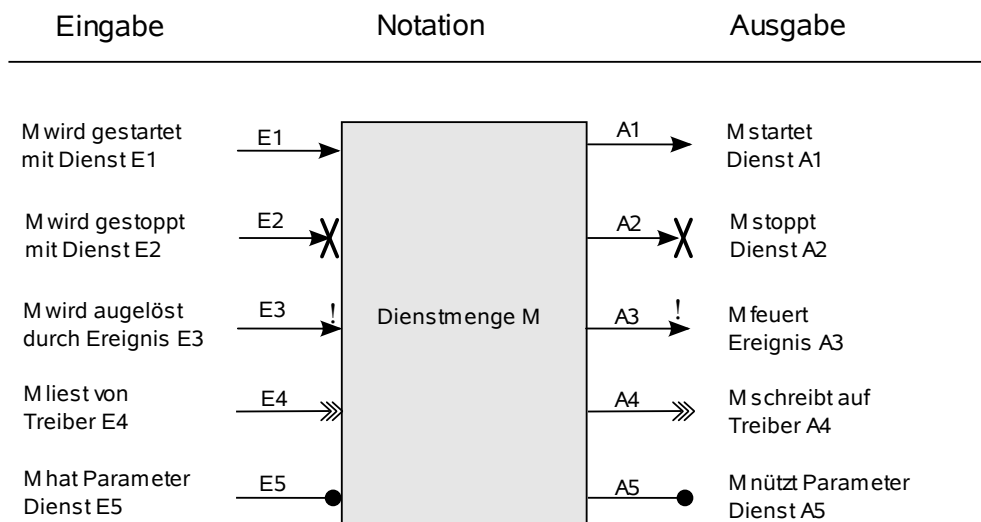 Eingabe Notation Ausgabe
M wird gestartet
mit Dienst E1
E1
A1
M startet
Dienst A1
M wird gestoppt
mit Dienst E2
E2
A2
M stoppt
Dienst A2
M wird augelöst
durch Ereignis E3
E3
!
Dienstmenge M
A3
!
M feuert
Ereignis A3
M liest von
Treiber E4
E4
A4
M schreibt auf
Treiber A4
M hat Parameter
Dienst E5
E5
A5
M nützt Parameter
Dienst A5